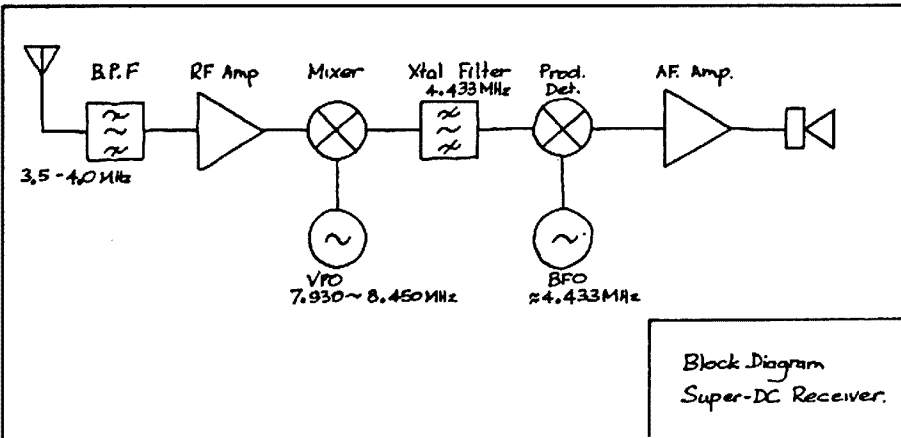 B.P.F
RF Amp
Mixer
Xtal Filter
4.433 MHz
Prod.
Det.
AF. Amp.
3.5-4.0 MHz
VFO
7.930~8.450 MHz
BFO
≈4.433 MHz
Block Diagram
Super-DC Receiver.